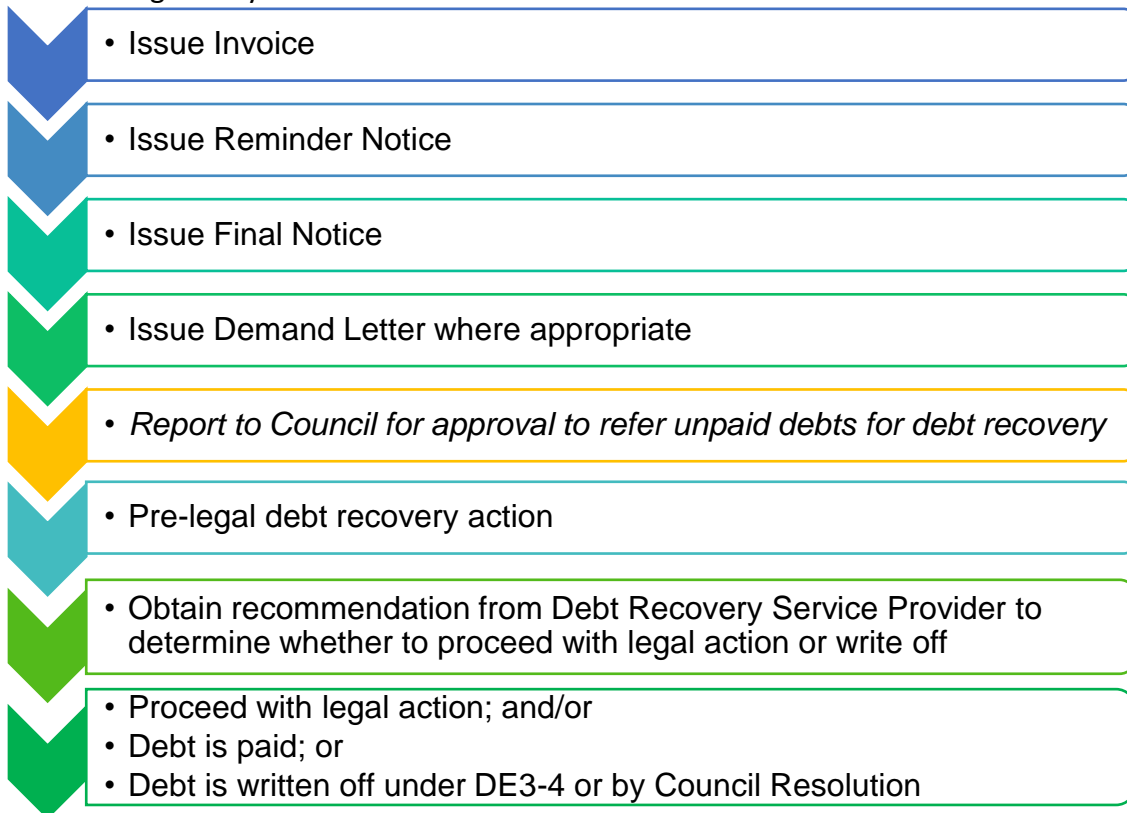 • Issue Invoice
• Issue Reminder Notice
• Issue Final Notice
• Issue Demand Letter where appropriate
• Report to Council for approval to refer unpaid debts for debt recovery
• Pre-legal debt recovery action
• Obtain recommendation from Debt Recovery Service Provider to
determine whether to proceed with legal action or write off
• Proceed with legal action; and/or
• Debt is paid; or
• Debt is written off under DE3-4 or by Council Resolution